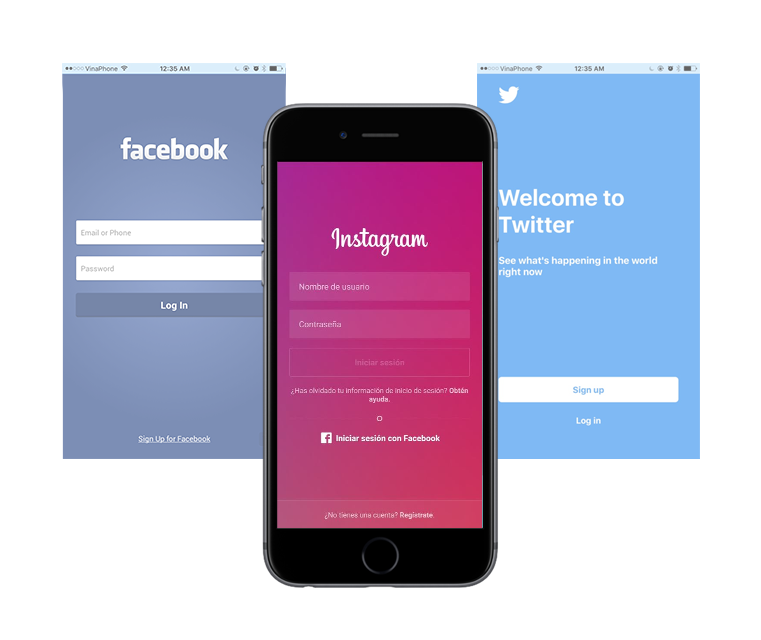 VinaPhone 12:35 AM
facebook
Email or Phone
Password
Log In
Sign Up for Facebook
Instagram
Nombre de usuario
Contraseña
Iniciar sesión
¿Has olvidado tu información de inicio de sesión? Obtén
ayuda.
O
Iniciar sesión con Facebook
¿No tienes una cuenta? Regístrate.
VinaPhone 12:35 AM
Welcome to
Twitter
See what's happening in the world
right now
Sign up
Log in